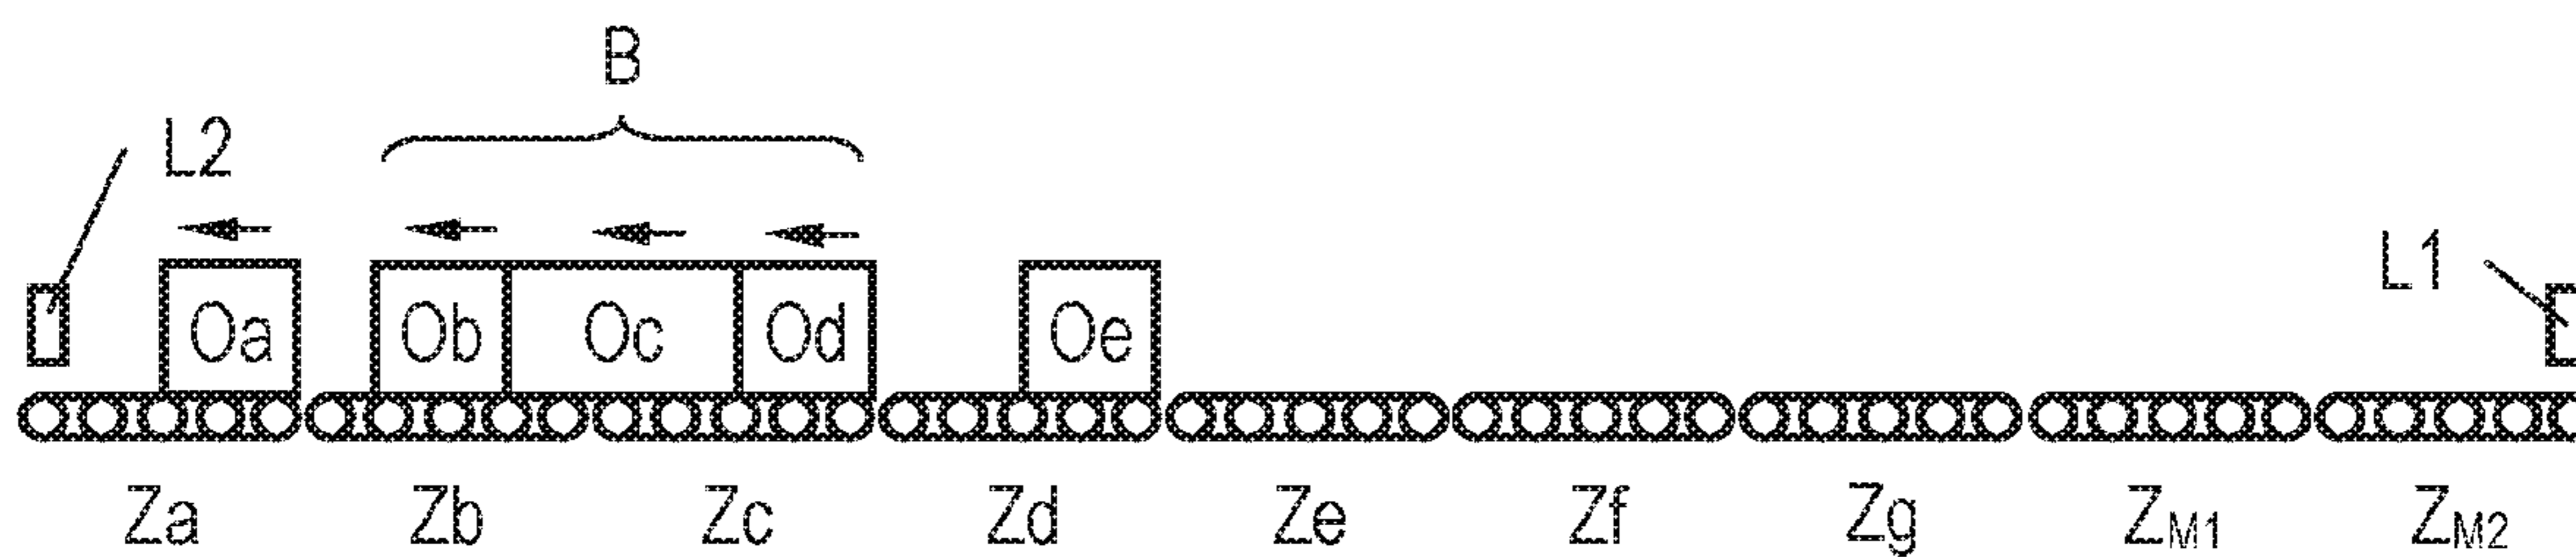 B
L2
L1
Oa Ob Oc Od Oe
Za Zb Zc Zd Ze Zf Zg ZM1 ZM2